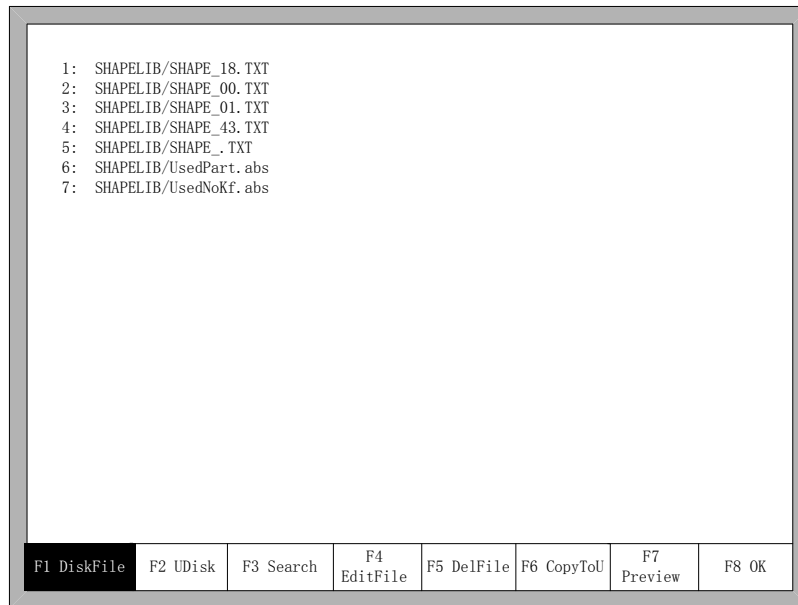 1: SHAPELIB/SHAPE_18.TXT
2: SHAPELIB/SHAPE_00.TXT
3: SHAPELIB/SHAPE_01.TXT
4: SHAPELIB/SHAPE_43.TXT
5: SHAPELIB/SHAPE_.TXT
6: SHAPELIB/UsedPart.abs
7: SHAPELIB/UsedNoKf.abs
F1 DiskFile
F2 UDisk
F3 Search
F4
EditFile
F5 DelFile
F6 CopyToU
F7
Preview
F8 OK